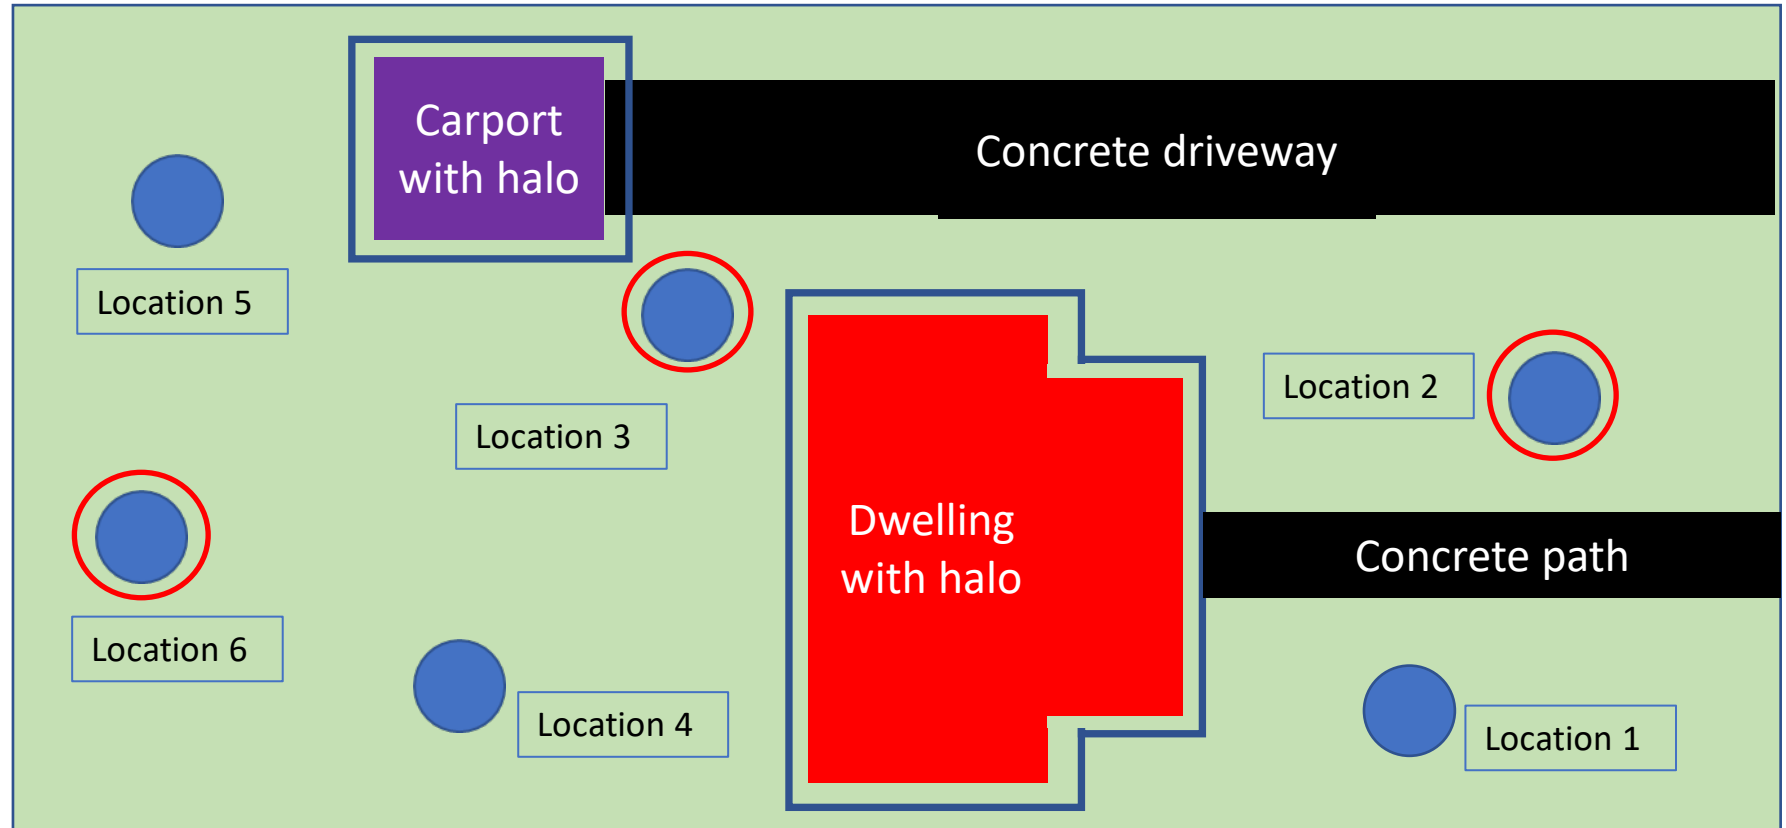 Carport
with halo
Concrete driveway
Location 5
Location 3
Location 2
Dwelling
with halo
Concrete path
Location 6
Location 4
Location 1